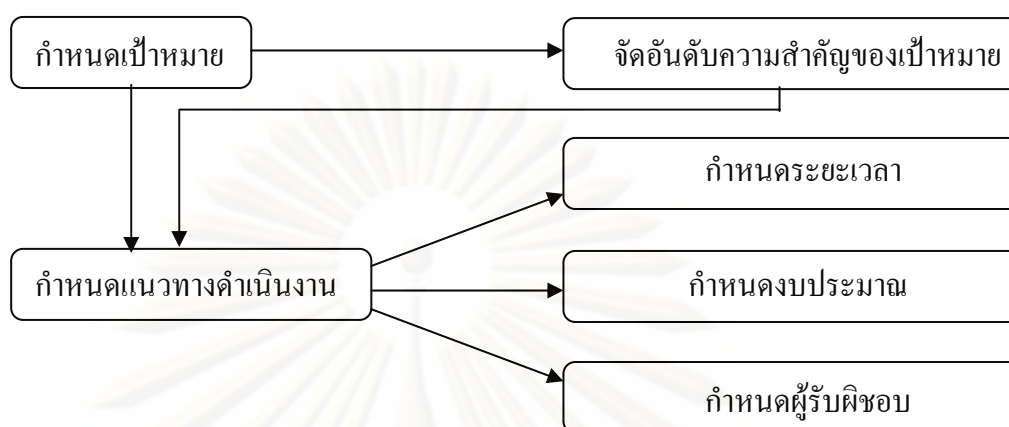 กำหนดเป้าหมาย
จัดอันดับความสำคัญของเป้าหมาย
กำหนดระยะเวลา
กำหนดแนวทางดำเนินงาน
กำหนดงบประมาณ
กำหนดผู้รับผิชอบ